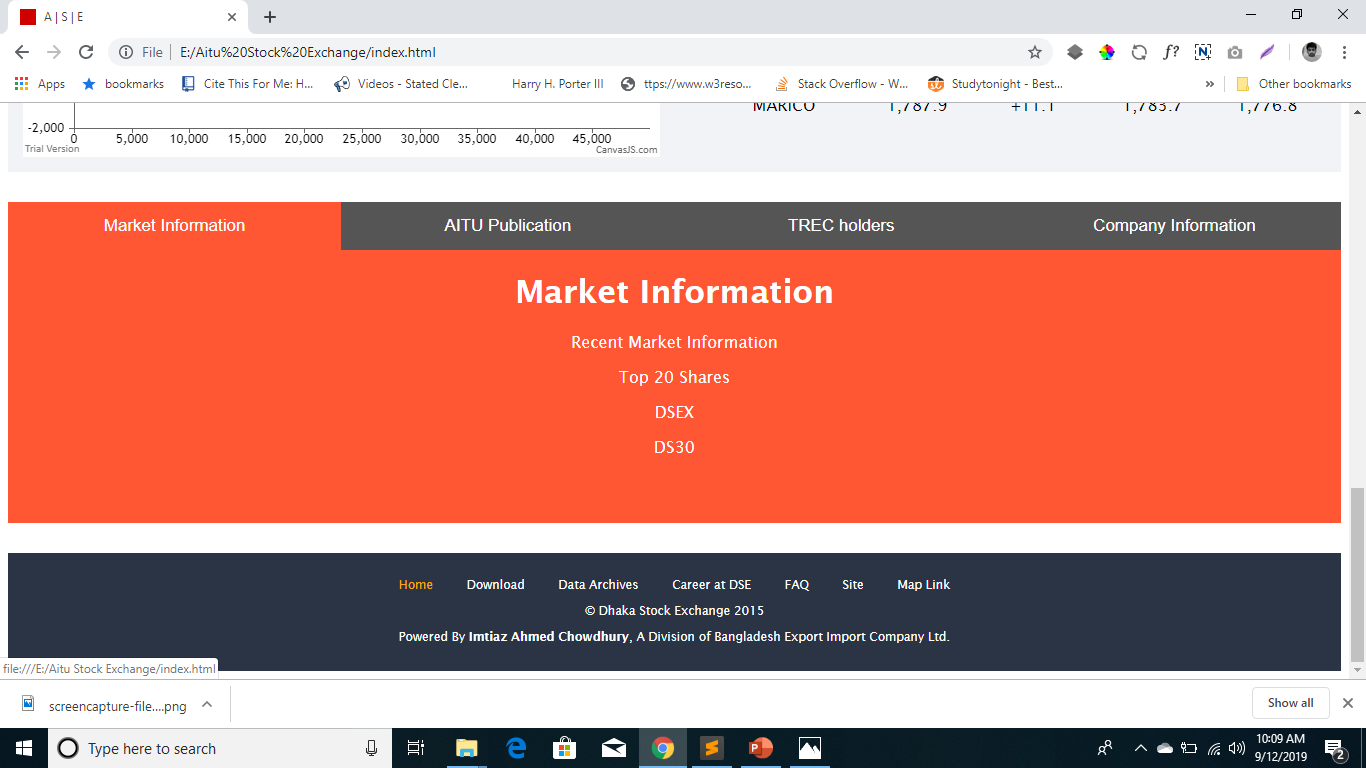 A | S | E
File E:/Aitu%20Stock%20Exchange/index.html
Apps bookmarks Cite This For Me: H... Videos - Stated Cle... Harry H. Porter III ttps://www.w3reso... Stack Overflow - W... Studytonight - Best... » Other bookmarks
MARICO 1,787.9 +11.1 1,783.7 1,776.8
-2,000
0 5,000 10,000 15,000 20,000 25,000 30,000 35,000 40,000 45,000
Trial Version CanvasJS.com
Market Information AITU Publication TREC holders Company Information
Market Information
Recent Market Information
Top 20 Shares
DSEX
DS30
Home Download Data Archives Career at DSE FAQ Site Map Link
© Dhaka Stock Exchange 2015
Powered By Imtiaz Ahmed Chowdhury, A Division of Bangladesh Export Import Company Ltd.
file:///E:/Aitu Stock Exchange/index.html
screencapture-file....png Show all
Type here to search
10:09 AM
9/12/2019
2